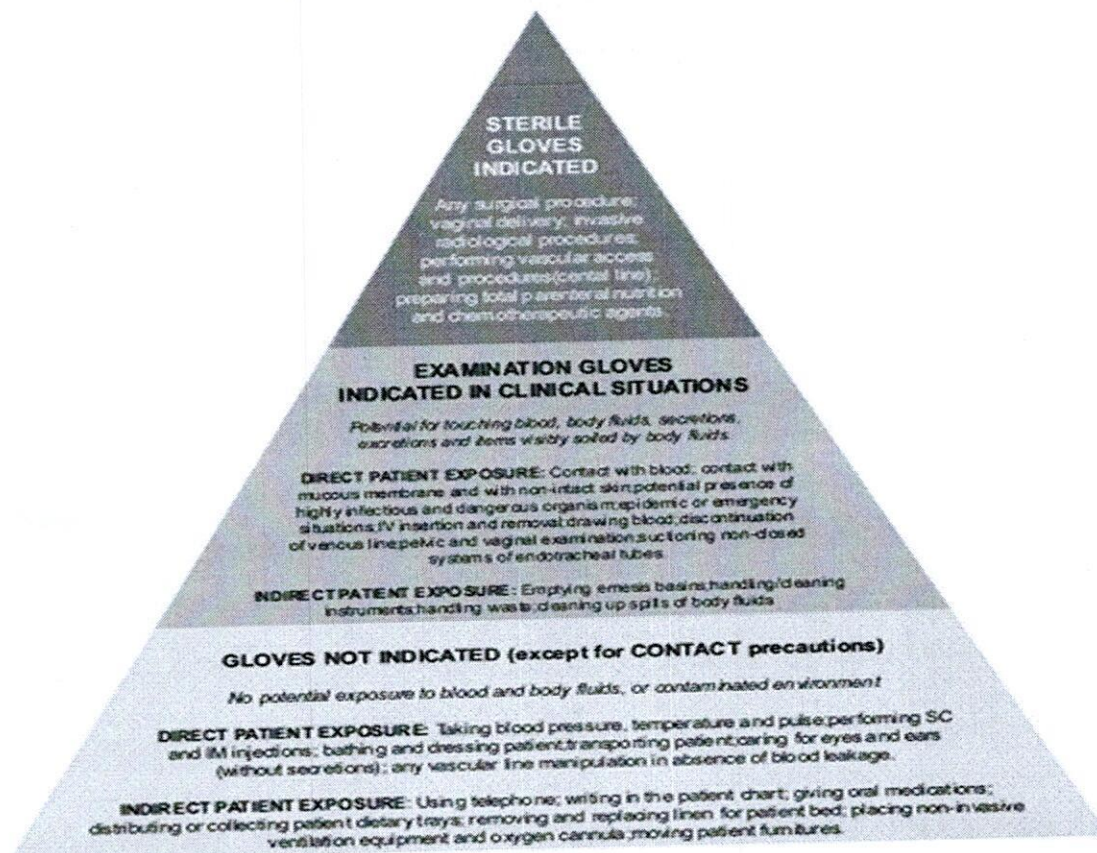 STERILE
GLOVES
INDICATED
Any surgical procedure;
vaginal delivery; invasive
radiological procedures;
performing vascular access
and procedures(cental line);
preparing total parenteral nutrition
and chemotherapeutic agents.
EXAMINATION GLOVES
INDICATED IN CLINICAL SITUATIONS
Potential for touching blood, body fluids, secretions,
excretions and items visibly soiled by body fluids.
DIRECT PATIENT EXPOSURE: Contact with blood; contact with
mucous membrane and with non-intact skin;potential presence of
highly infectious and dangerous organism;epidemic or emergency
situations;IV insertion and removal;drawing blood;discontinuation
of venous line;pelvic and vaginal examination;suctioning non-closed
systems of endotracheal tubes.
INDIRECT PATIENT EXPOSURE: Emptying emesis basins;handling/cleaning
instruments;handling waste;cleaning up spills of body fluids
GLOVES NOT INDICATED (except for CONTACT precautions)
No potential exposure to blood and body fluids, or contaminated environment
DIRECT PATIENT EXPOSURE: Taking blood pressure, temperature and pulse;performing SC
and IM injections; bathing and dressing patient;transporting patient;caring for eyes and ears
(without secretions); any vascular line manipulation in absence of blood leakage.
INDIRECT PATIENT EXPOSURE: Using telephone; writing in the patient chart; giving oral medications;
distributing or collecting patient dietary trays; removing and replacing linen for patient bed; placing non-invasive
ventilation equipment and oxygen cannula;moving patient furnitures.